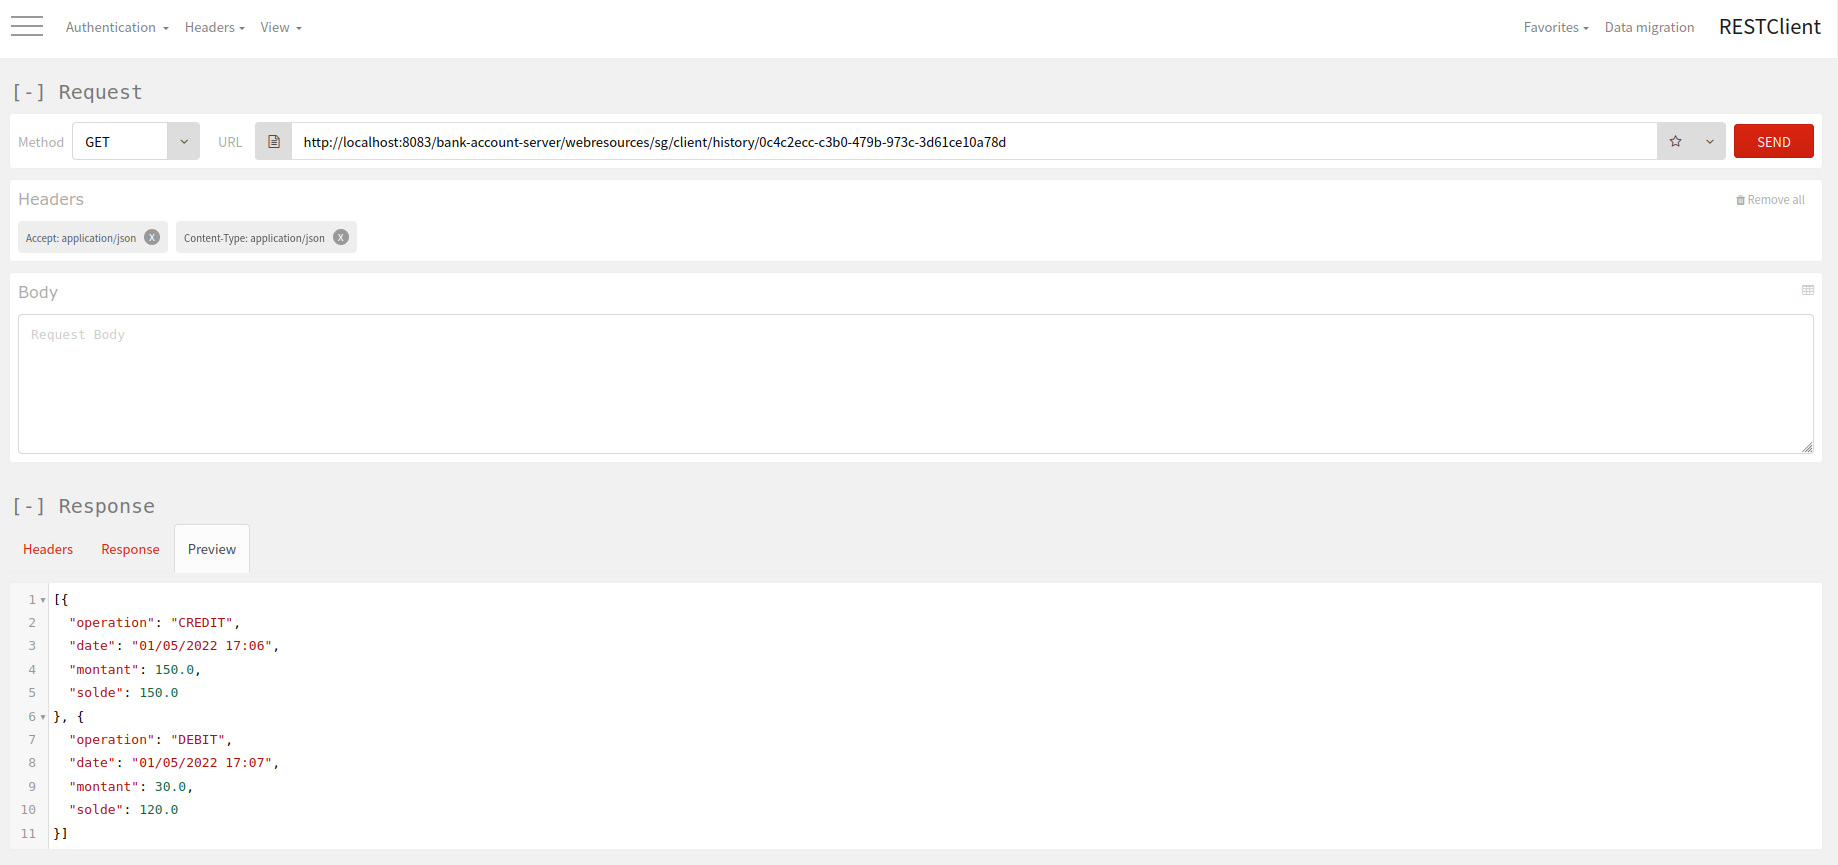 Authentication Headers View Favorites Data migration RESTClient
[-] Request
Method GET URL http://localhost:8083/bank-account-server/webresources/sg/client/history/0c4c2ecc-c3b0-479b-973c-3d61ce10a78d SEND
Headers Remove all
Accept: application/json X Content-Type: application/json X
Body
Request Body
[-] Response
Headers Response Preview
1 [{
2 "operation": "CREDIT",
3 "date": "01/05/2022 17:06",
4 "montant": 150.0,
5 "solde": 150.0
6 }, {
7 "operation": "DEBIT",
8 "date": "01/05/2022 17:07",
9 "montant": 30.0,
10 "solde": 120.0
11 }]